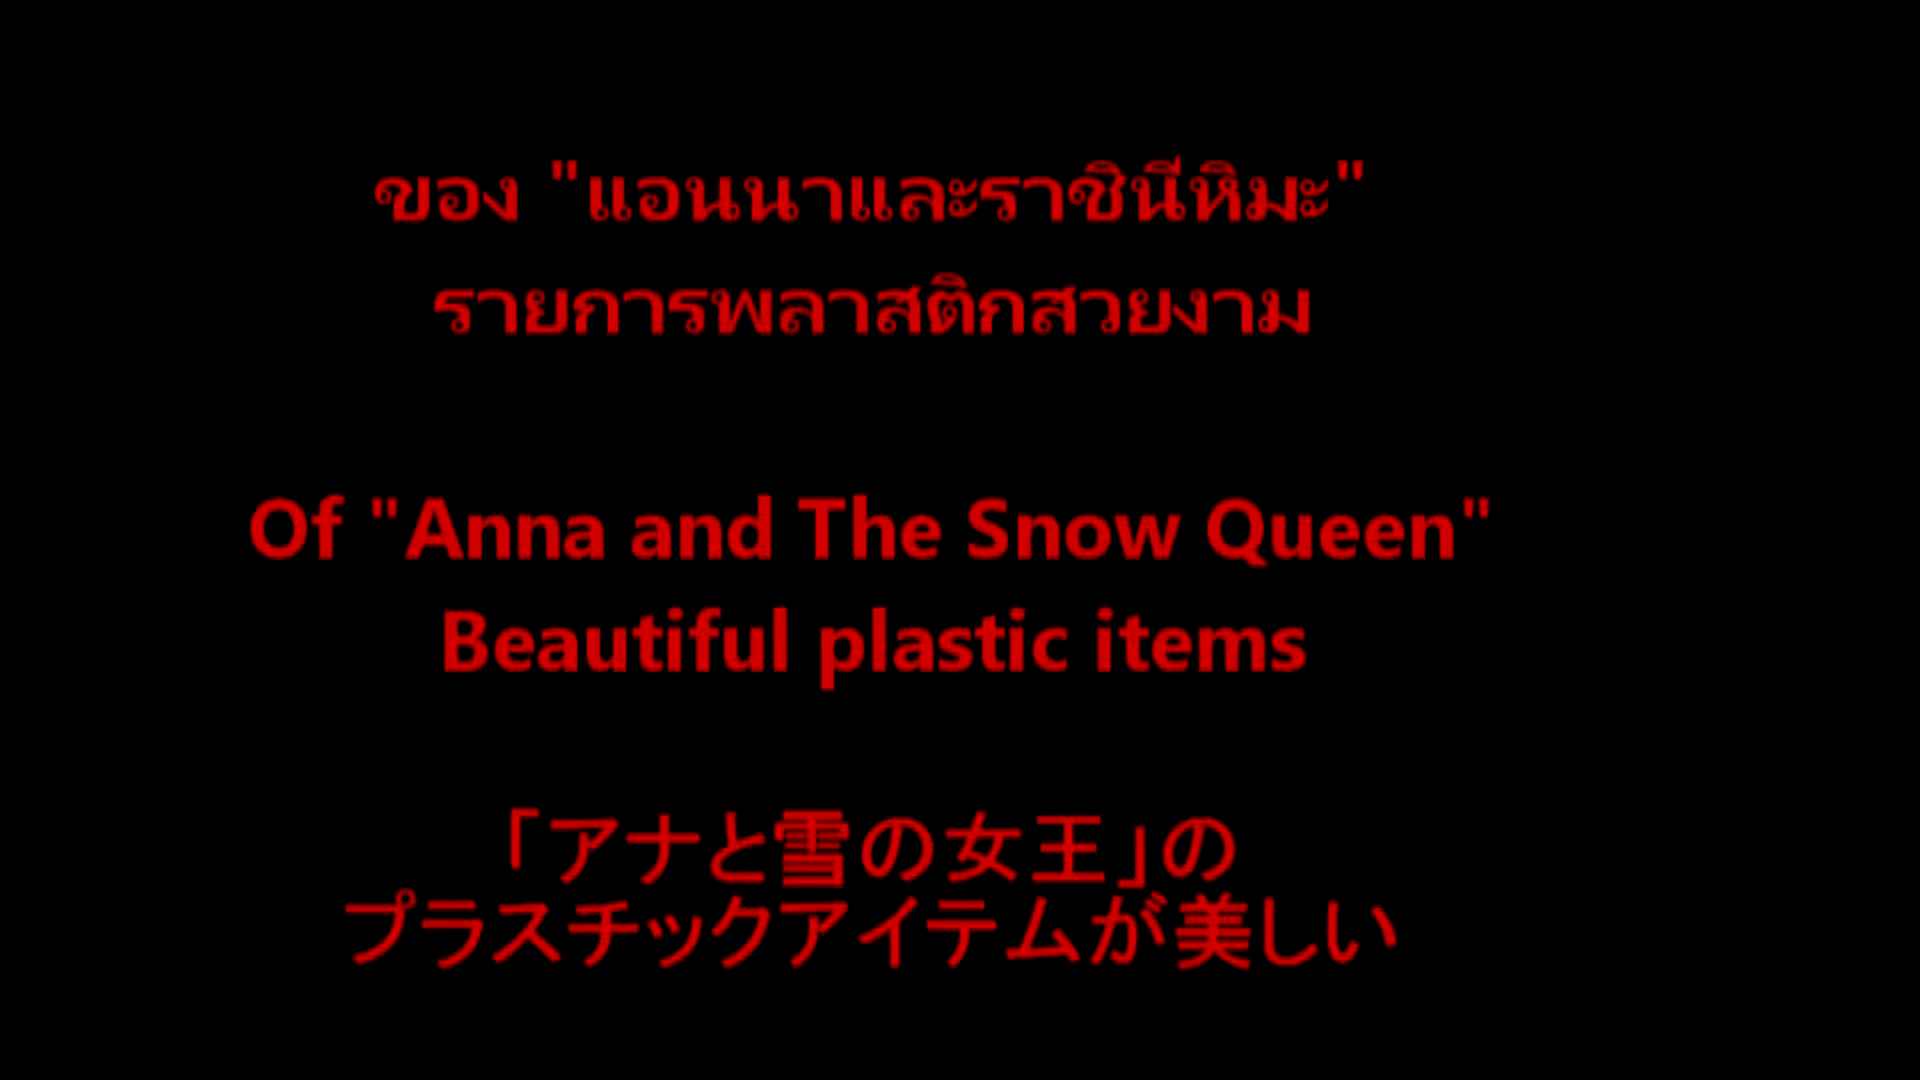 ของ "แอนนาและราชินีหิมะ"
รายการพลาสติกสวยงาม
Of "Anna and The Snow Queen"
Beautiful plastic items
「アナと雪の女王」の
プラスチックアイテムが美しい